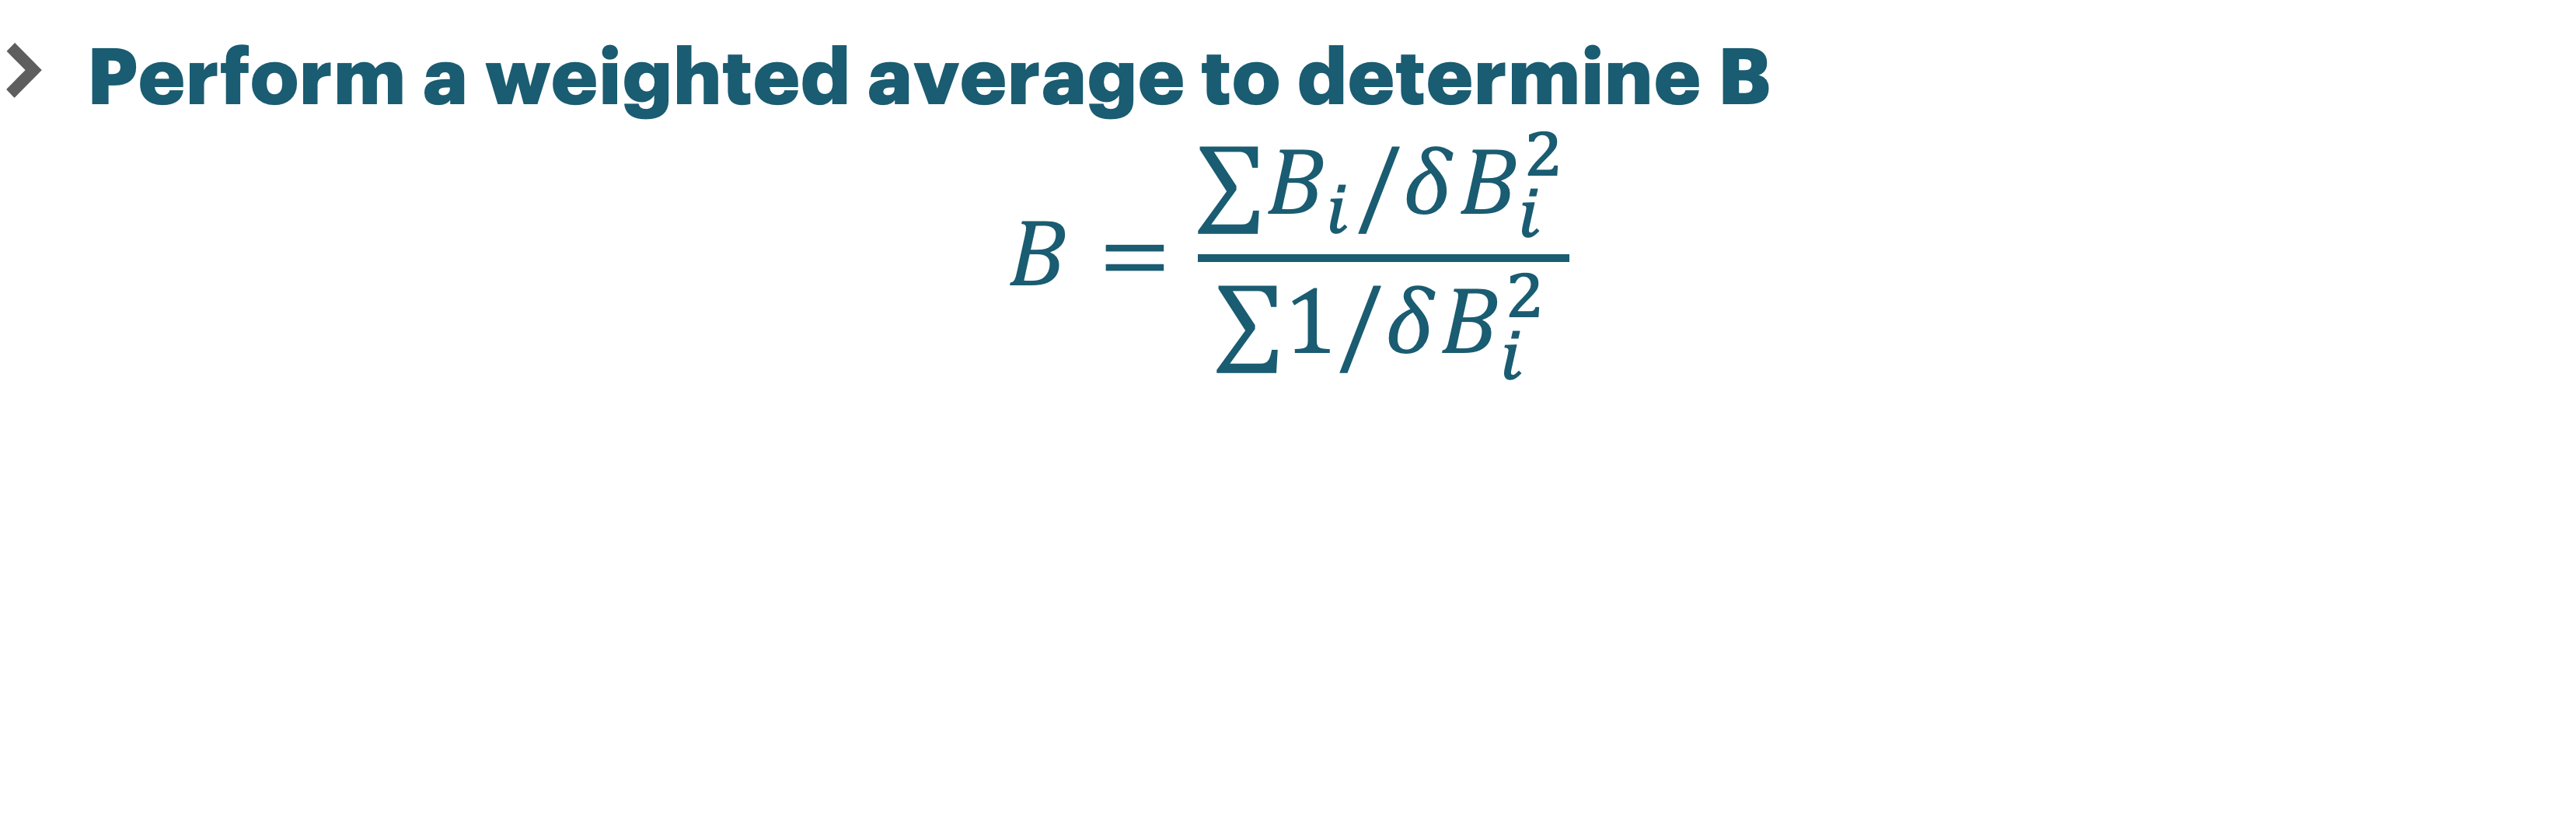 Perform a weighted average to determine B
B = ∑B_i/δB_i^2 / ∑1/δB_i^2